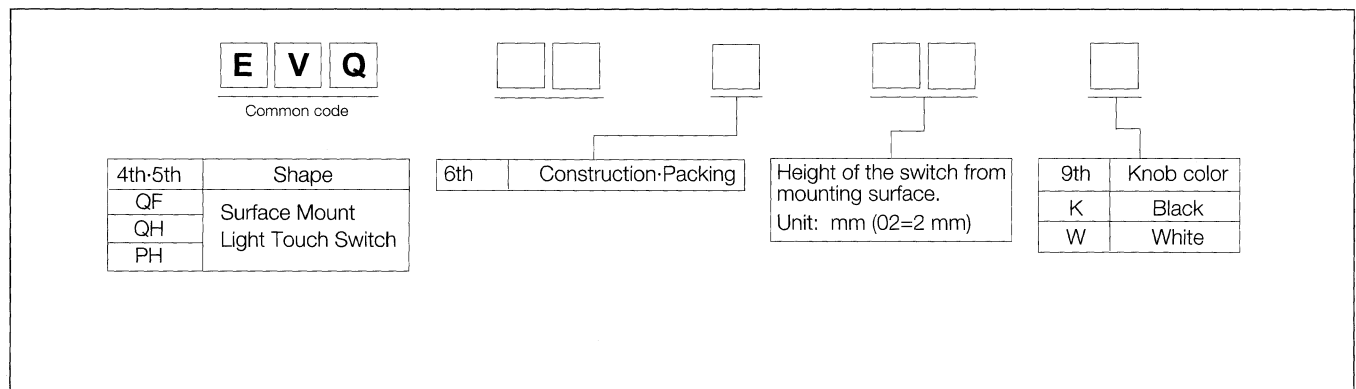 E V Q
Common code
4th·5th Shape
QF
QH
PH
Surface Mount
Light Touch Switch
6th Construction·Packing
Height of the switch from
mounting surface.
Unit: mm (02=2 mm)
9th Knob color
K Black
W White